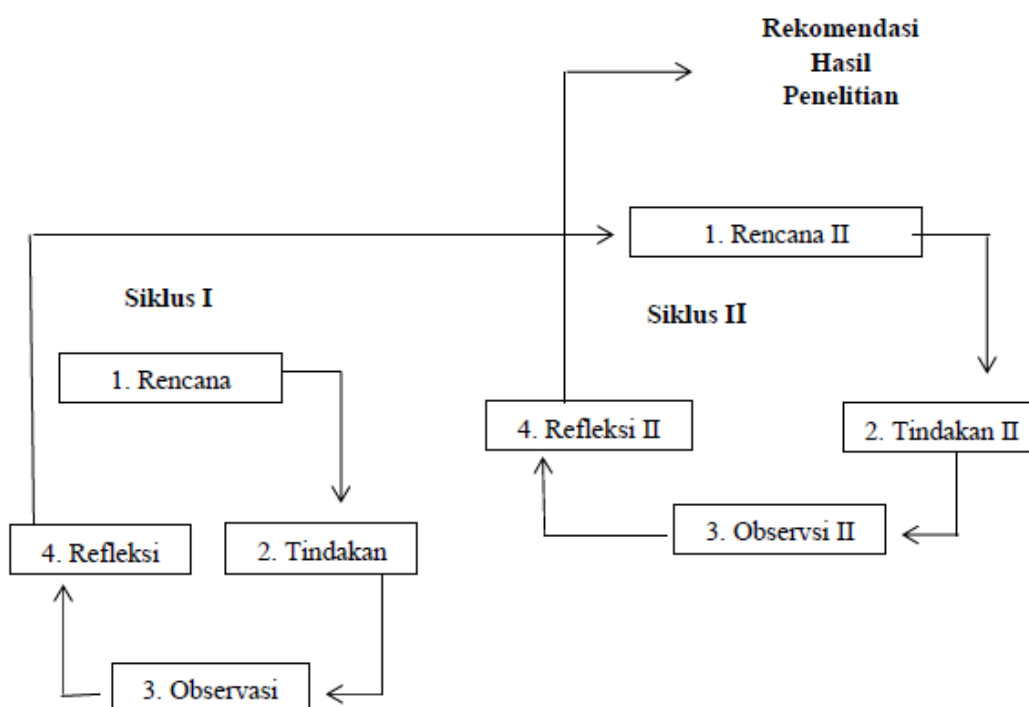 Rekomendasi
Hasil
Penelitian
1. Rencana II
Siklus I
Siklus II
1. Rencana
4. Refleksi II
2. Tindakan II
3. Observsi II
4. Refleksi
2. Tindakan
3. Observasi